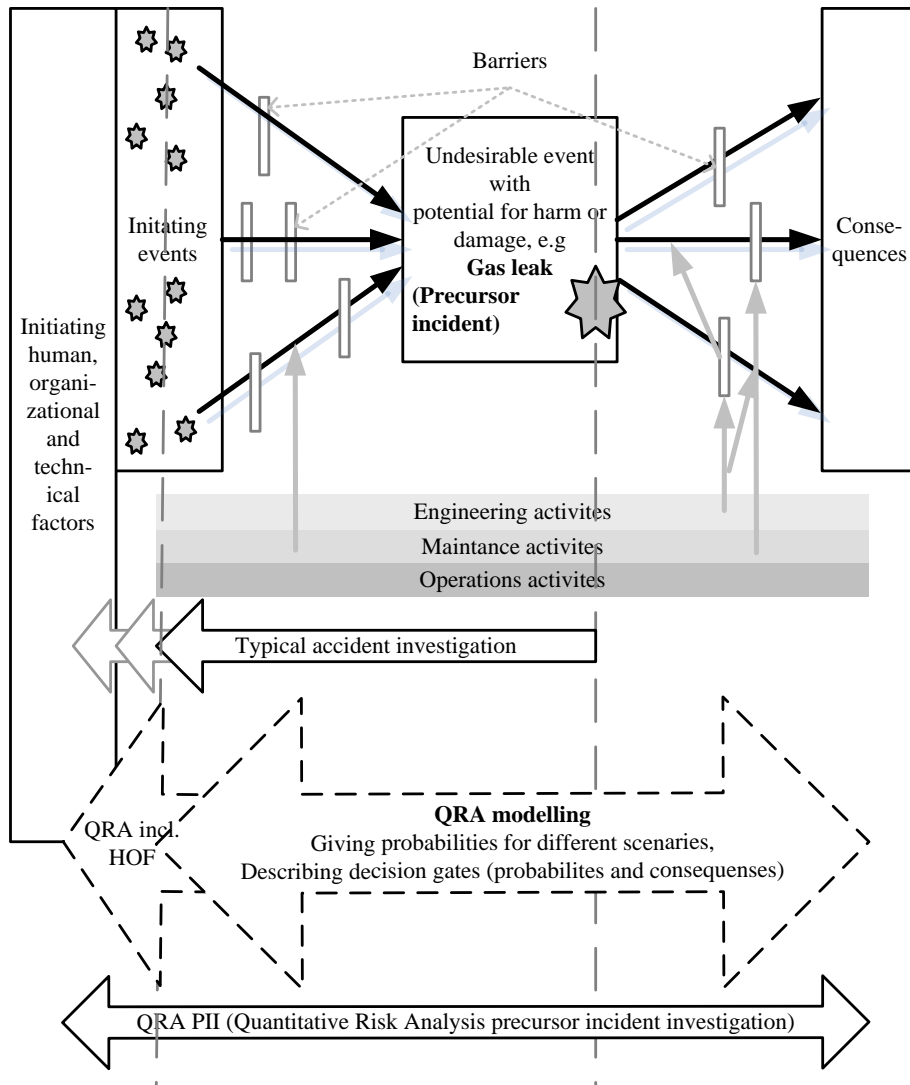 Barriers
Undesirable event
with
potential for harm or
damage, e.g
Gas leak
(Precursor
incident)
Initating
events
Conse-
quences
Initiating
human,
organi-
zational
and
techn-
ical
factors
Engineering activites
Maintance activites
Operations activites
Typical accident investigation
QRA incl.
HOF
QRA modelling
Giving probabilities for different scenaries,
Describing decision gates (probabilites and consequenses)
QRA PII (Quantitative Risk Analysis precursor incident investigation)